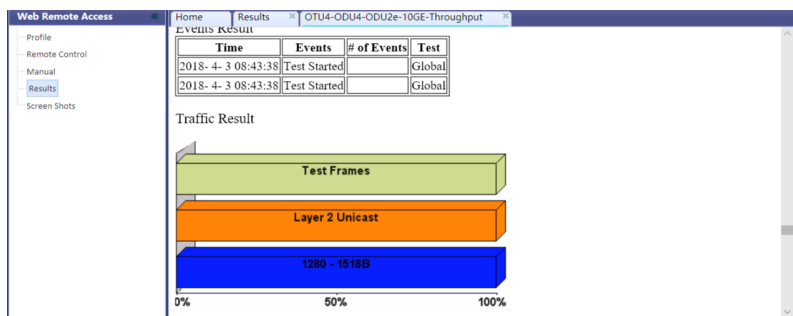 Web Remote Access
Profile
Remote Control
Manual
Results
Screen Shots
Home Results × OTU4-ODU4-ODU2e-10GE-Throughput ×
Events Result
Time Events # of Events Test
2018- 4- 3 08:43:38 Test Started Global
2018- 4- 3 08:43:38 Test Started Global
Traffic Result
Test Frames
Layer 2 Unicast
1280 - 1518B
0% 50% 100%